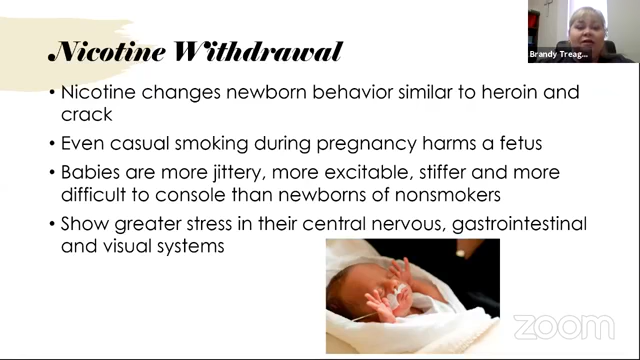 Nicotine Withdrawal
• Nicotine changes newborn behavior similar to heroin and
crack
• Even casual smoking during pregnancy harms a fetus
• Babies are more jittery, more excitable, stiffer and more
difficult to console than newborns of nonsmokers
• Show greater stress in their central nervous, gastrointestinal
and visual systems
Brandy Treag...
zoom